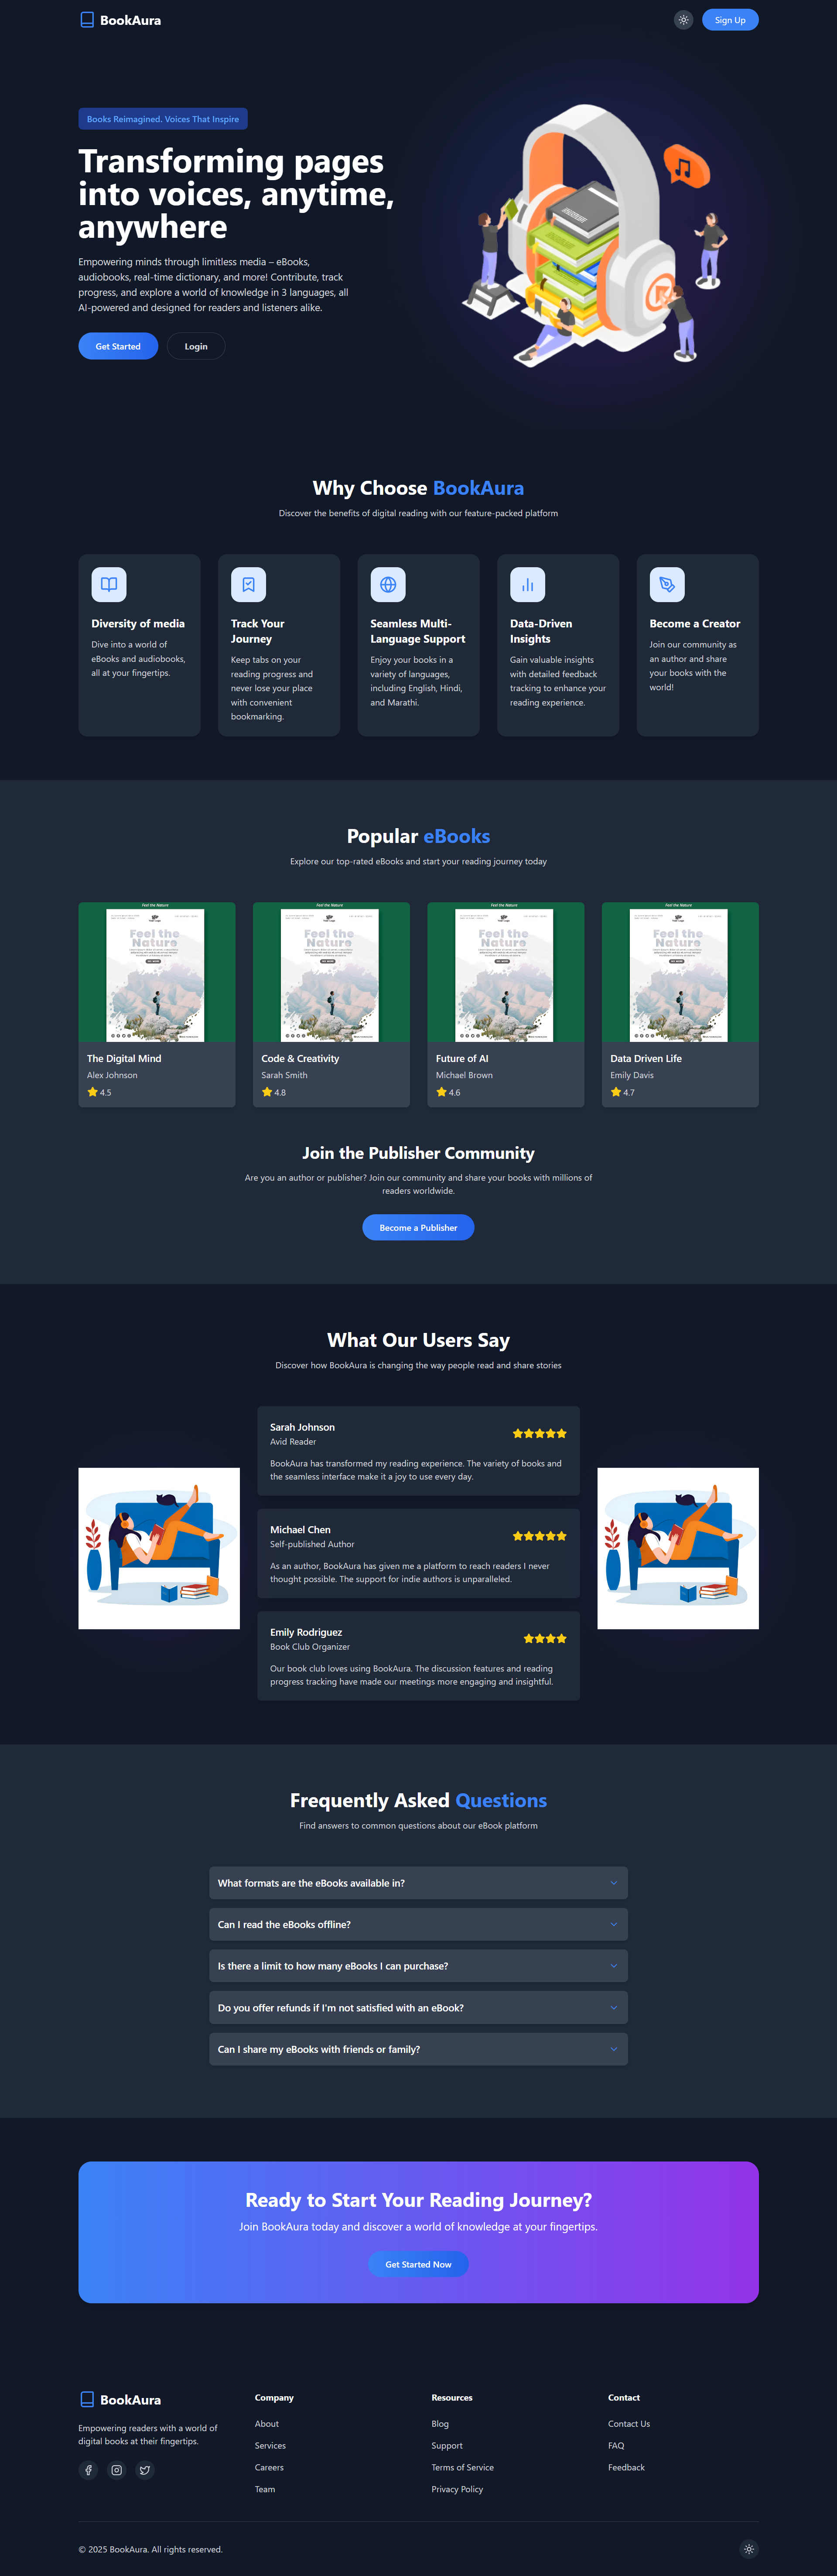 BookAura
Sign Up
Books Reimagined. Voices That Inspire
Transforming pages
into voices, anytime,
anywhere
Empowering minds through limitless media – eBooks,
audiobooks, real-time dictionary, and more! Contribute, track
progress, and explore a world of knowledge in 3 languages, all
AI-powered and designed for readers and listeners alike.
Get Started
Login
Why Choose BookAura
Discover the benefits of digital reading with our feature-packed platform
Diversity of media
Dive into a world of
eBooks and audiobooks,
all at your fingertips.
Track Your
Journey
Keep tabs on your
reading progress and
never lose your place
with convenient
bookmarking.
Seamless Multi-
Language Support
Enjoy your books in a
variety of languages,
including English, Hindi,
and Marathi.
Data-Driven
Insights
Gain valuable insights
with detailed feedback
tracking to enhance your
reading experience.
Become a Creator
Join our community as
an author and share
your books with the
world!
Popular eBooks
Explore our top-rated eBooks and start your reading journey today
Feel the Nature
Feel the
Nature
The Digital Mind
Alex Johnson
4.5
Feel the Nature
Feel the
Nature
Code & Creativity
Sarah Smith
4.8
Feel the Nature
Feel the
Nature
Future of AI
Michael Brown
4.6
Feel the Nature
Feel the
Nature
Data Driven Life
Emily Davis
4.7
Join the Publisher Community
Are you an author or publisher? Join our community and share your books with millions of
readers worldwide.
Become a Publisher
What Our Users Say
Discover how BookAura is changing the way people read and share stories
Sarah Johnson
Avid Reader
BookAura has transformed my reading experience. The variety of books and
the seamless interface make it a joy to use every day.
Michael Chen
Self-published Author
As an author, BookAura has given me a platform to reach readers I never
thought possible. The support for indie authors is unparalleled.
Emily Rodriguez
Book Club Organizer
Our book club loves using BookAura. The discussion features and reading
progress tracking have made our meetings more engaging and insightful.
Frequently Asked Questions
Find answers to common questions about our eBook platform
What formats are the eBooks available in?
Can I read the eBooks offline?
Is there a limit to how many eBooks I can purchase?
Do you offer refunds if I'm not satisfied with an eBook?
Can I share my eBooks with friends or family?
Ready to Start Your Reading Journey?
Join BookAura today and discover a world of knowledge at your fingertips.
Get Started Now
BookAura
Empowering readers with a world of
digital books at their fingertips.
Company
About
Services
Careers
Team
Resources
Blog
Support
Terms of Service
Privacy Policy
Contact
Contact Us
FAQ
Feedback
© 2025 BookAura. All rights reserved.